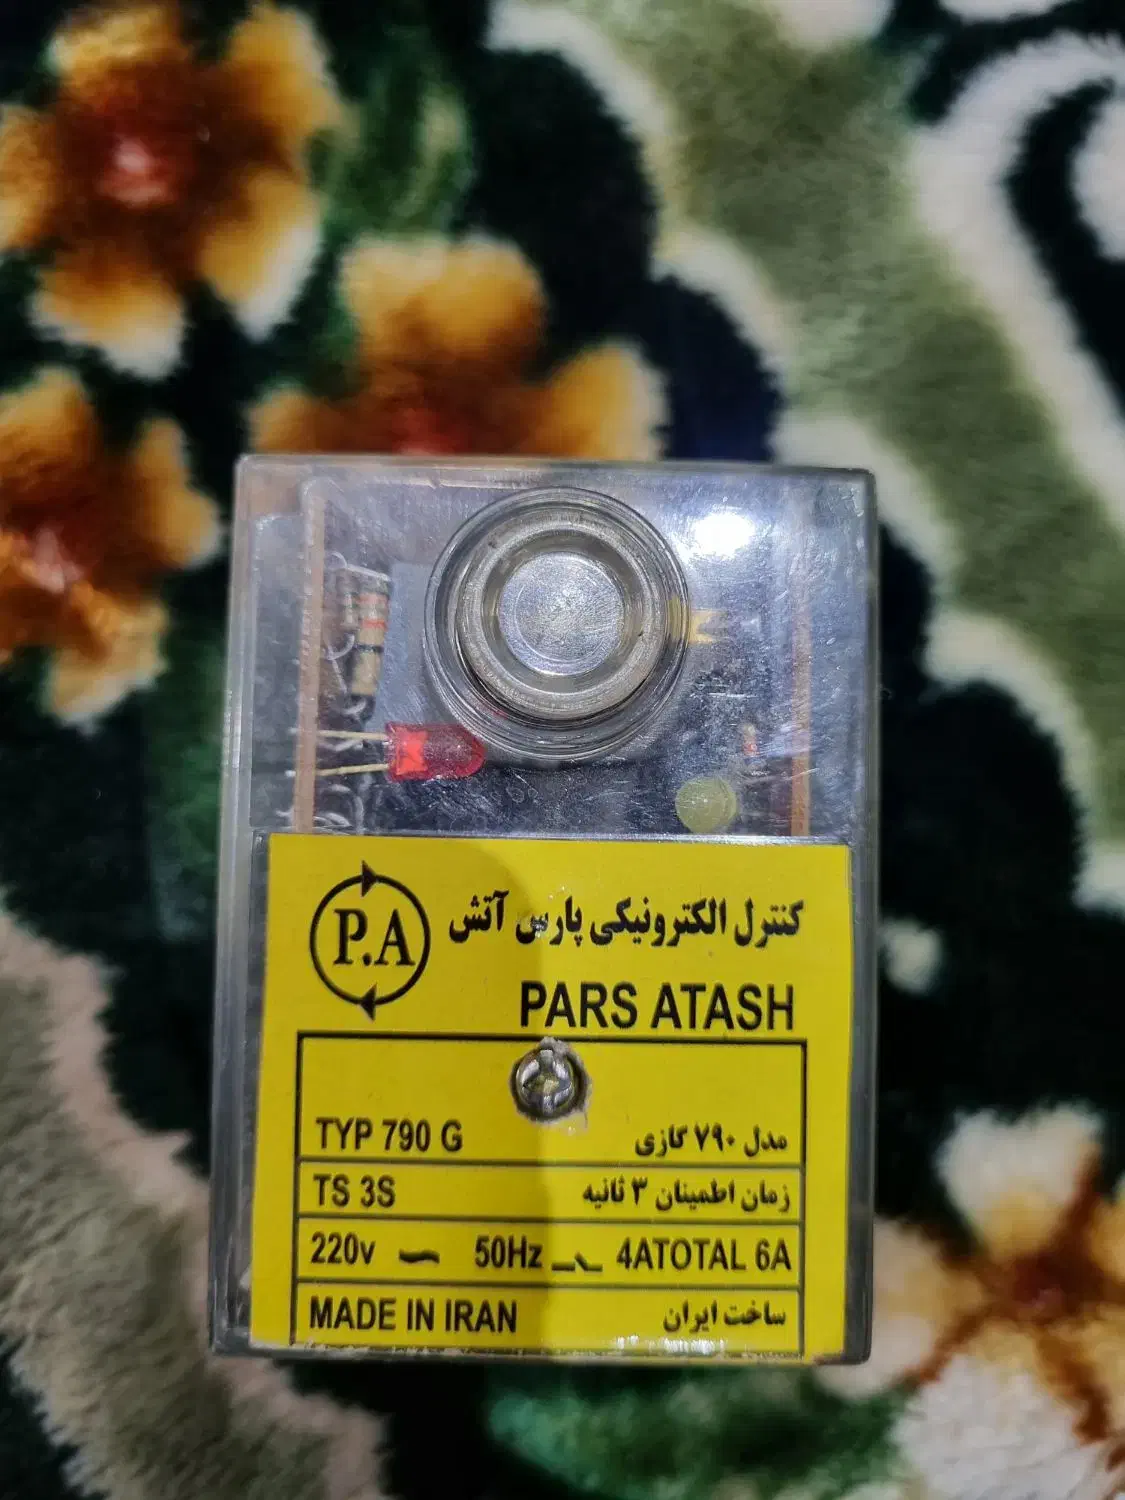 کنترل الکترونیکی پارس آتش
P.A
PARS ATASH
TYP 790 G مدل ۷۹۰ گازی
TS 3S زمان اطمینان ۳ ثانیه
220v 50Hz 4ATOTAL 6A
MADE IN IRAN ساخت ایران